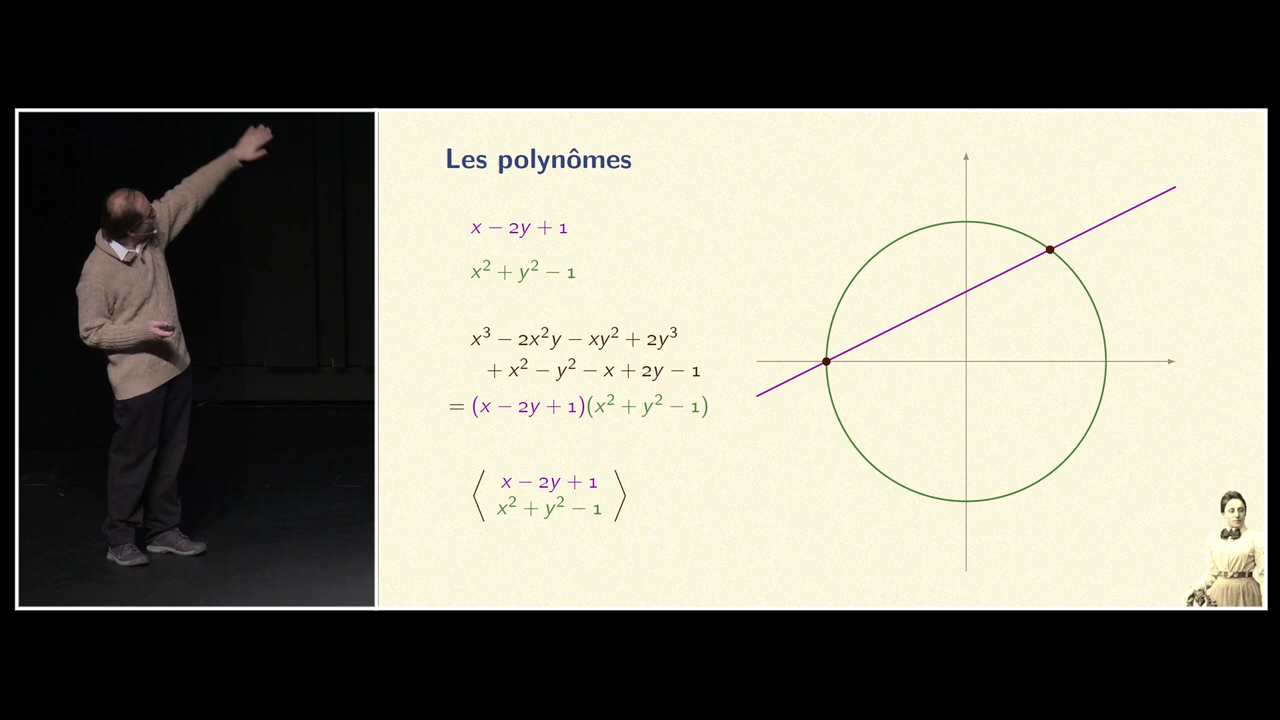 Les polynômes
x − 2y + 1
x² + y² − 1
x³ − 2x²y − xy² + 2y³
+ x² − y² − x + 2y − 1
= (x − 2y + 1)(x² + y² − 1)
⟨ x − 2y + 1
x² + y² − 1 ⟩